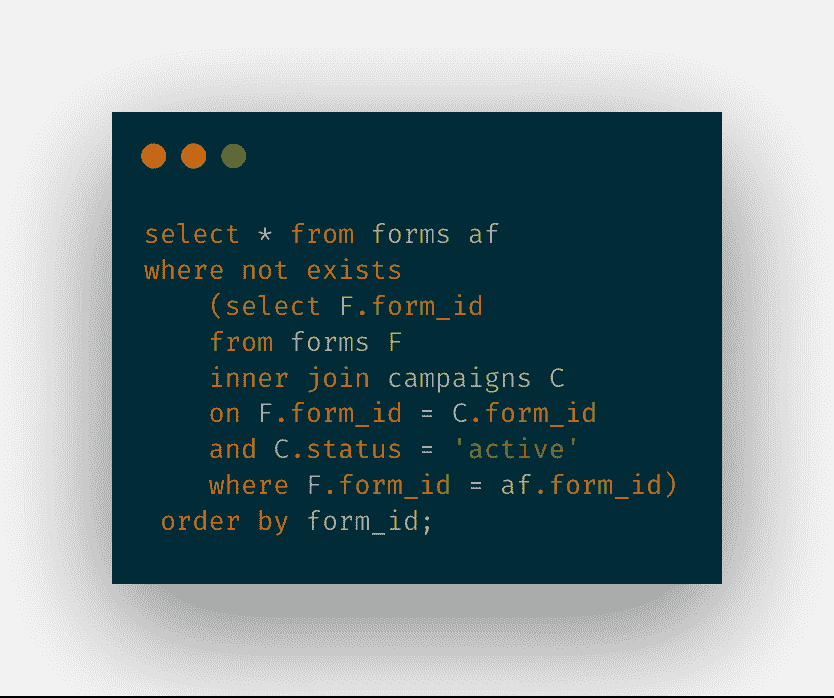 select * from forms af
where not exists
    (select F.form_id
    from forms F
    inner join campaigns C
    on F.form_id = C.form_id
    and C.status = 'active'
    where F.form_id = af.form_id)
 order by form_id;